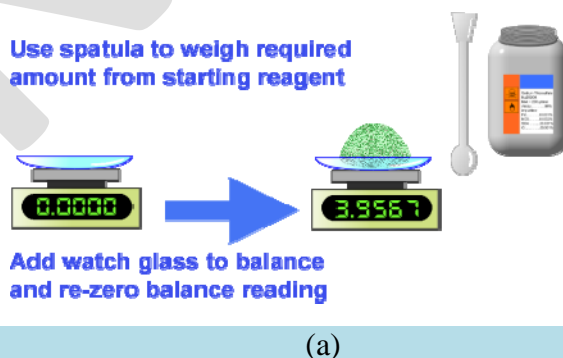 Use spatula to weigh required
amount from starting reagent
0.0000
3.9567
Add watch glass to balance
and re-zero balance reading
(a)